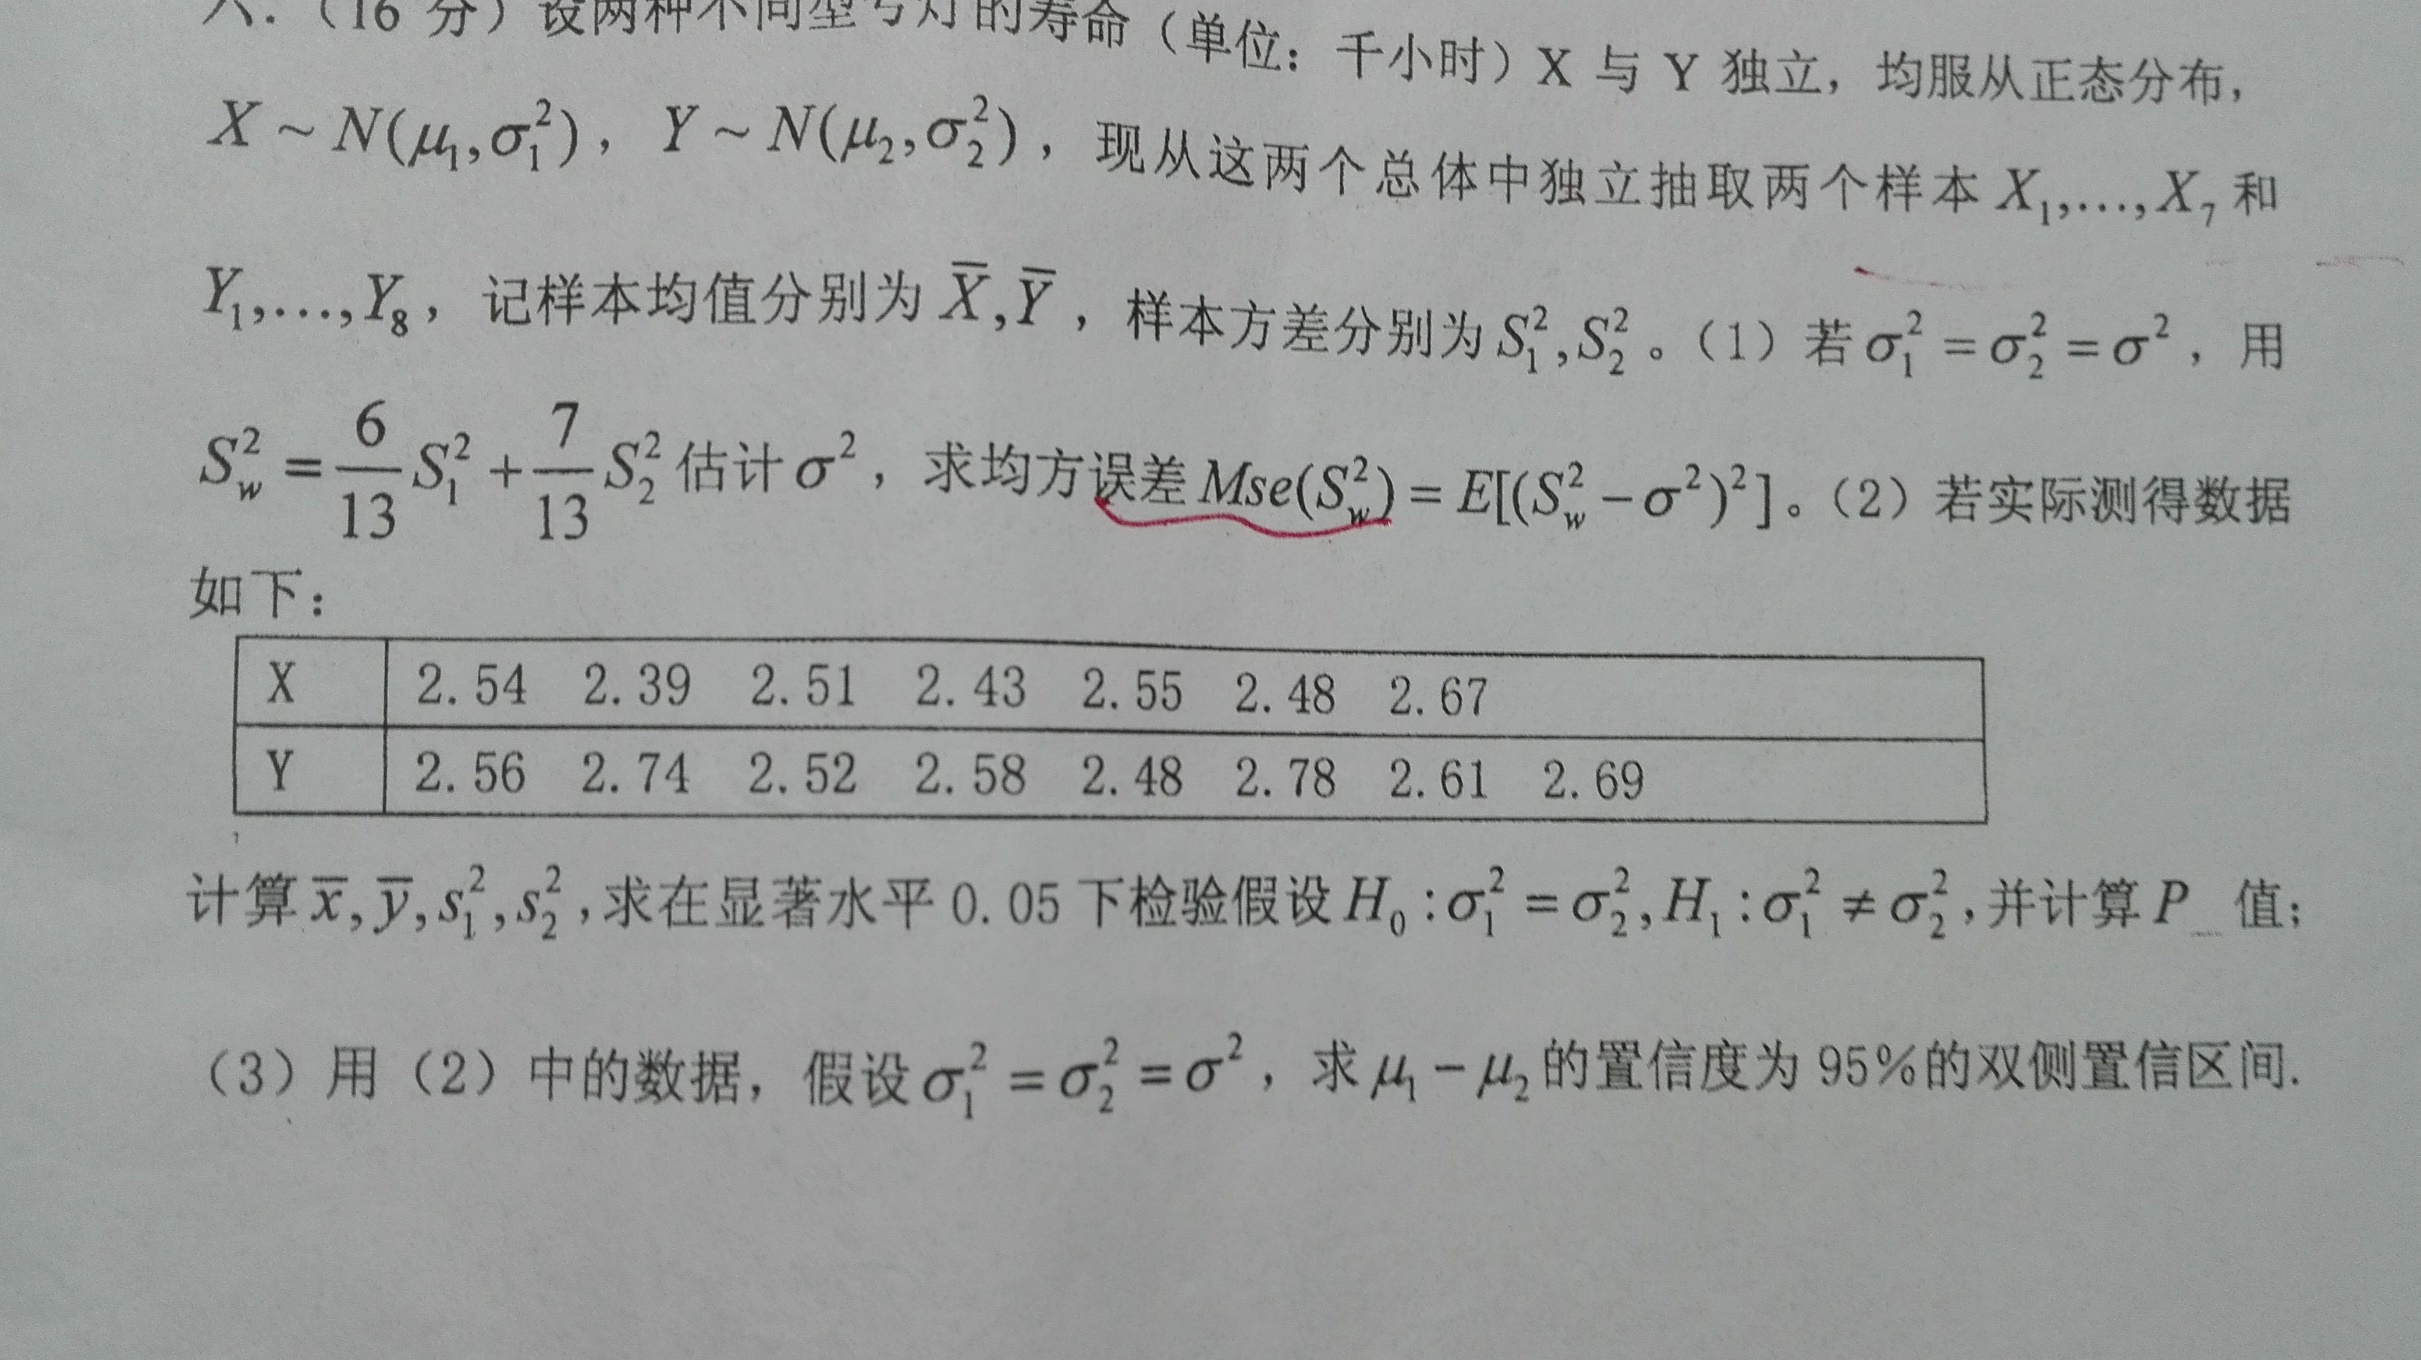 六.（16 分）设两种不同型号灯的寿命（单位：千小时）X 与 Y 独立，均服从正态分布，
X ~ N(μ₁,σ₁²)，Y ~ N(μ₂,σ₂²)，现从这两个总体中独立抽取两个样本 X₁,…,X₇ 和
Y₁,…,Y₈，记样本均值分别为 X̅,Y̅，样本方差分别为 S₁²,S₂²。（1）若 σ₁² = σ₂² = σ²，用
S_w² = 6/13 S₁² + 7/13 S₂² 估计 σ²，求均方误差 Mse(S_w²) = E[(S_w² − σ²)²]。（2）若实际测得数据
如下：
X 2.54 2.39 2.51 2.43 2.55 2.48 2.67
Y 2.56 2.74 2.52 2.58 2.48 2.78 2.61 2.69
计算 x̅, y̅, s₁², s₂²,求在显著水平 0.05 下检验假设 H₀ : σ₁² = σ₂², H₁ : σ₁² ≠ σ₂²,并计算 P_ 值；
（3）用（2）中的数据，假设 σ₁² = σ₂² = σ²，求 μ₁ − μ₂ 的置信度为 95%的双侧置信区间.